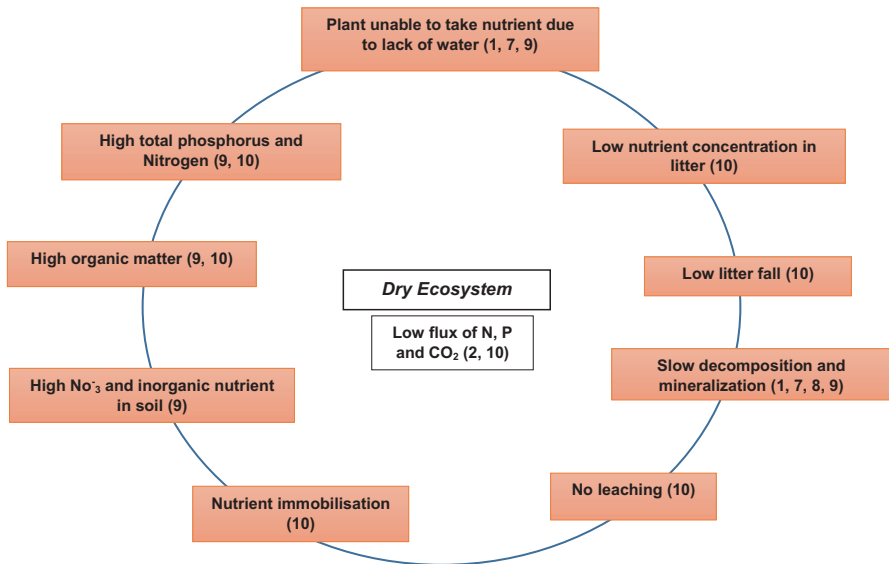 Plant unable to take nutrient due
to lack of water (1, 7, 9)
Low nutrient concentration in
litter (10)
Low litter fall (10)
Slow decomposition and
mineralization (1, 7, 8, 9)
No leaching (10)
Nutrient immobilisation
(10)
High No⁻₃ and inorganic nutrient
in soil (9)
High organic matter (9, 10)
High total phosphorus and
Nitrogen (9, 10)
Dry Ecosystem
Low flux of N, P
and CO₂ (2, 10)